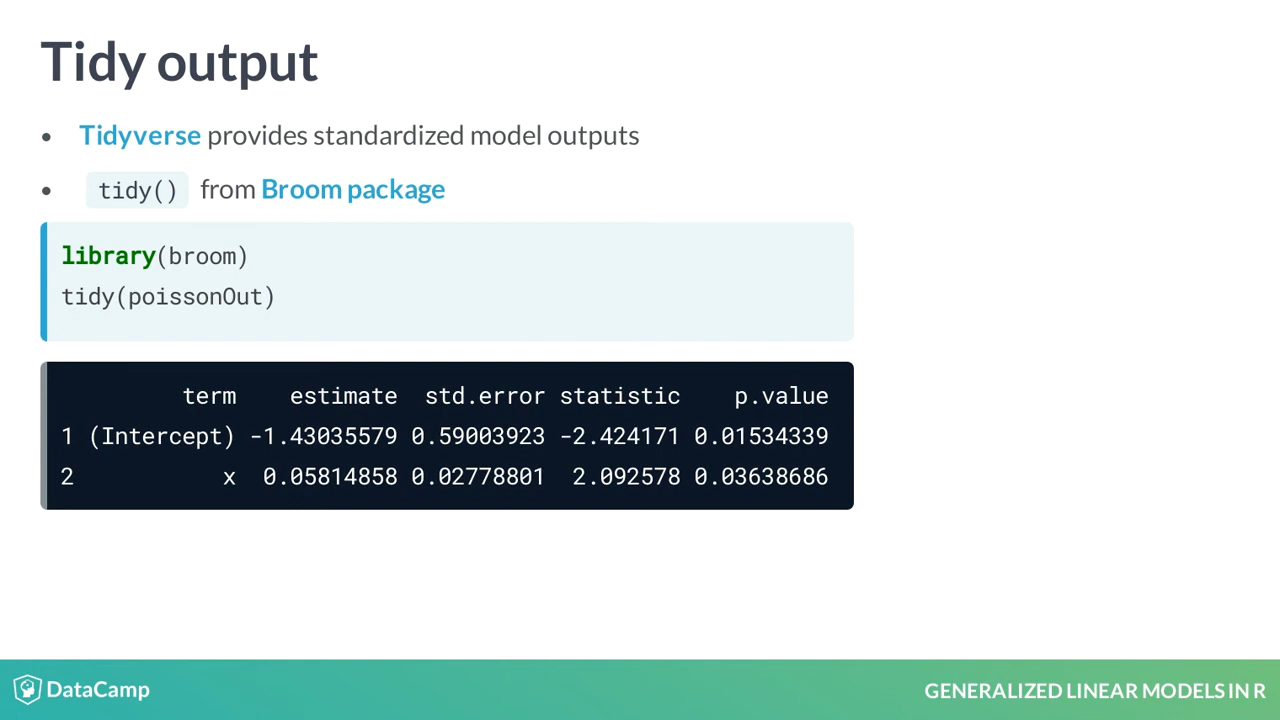 Tidy output
• Tidyverse provides standardized model outputs
• tidy() from Broom package
library(broom)
tidy(poissonOut)
term estimate std.error statistic p.value
1 (Intercept) -1.43035579 0.59003923 -2.424171 0.01534339
2 x 0.05814858 0.02778801 2.092578 0.03638686
DataCamp
GENERALIZED LINEAR MODELS IN R